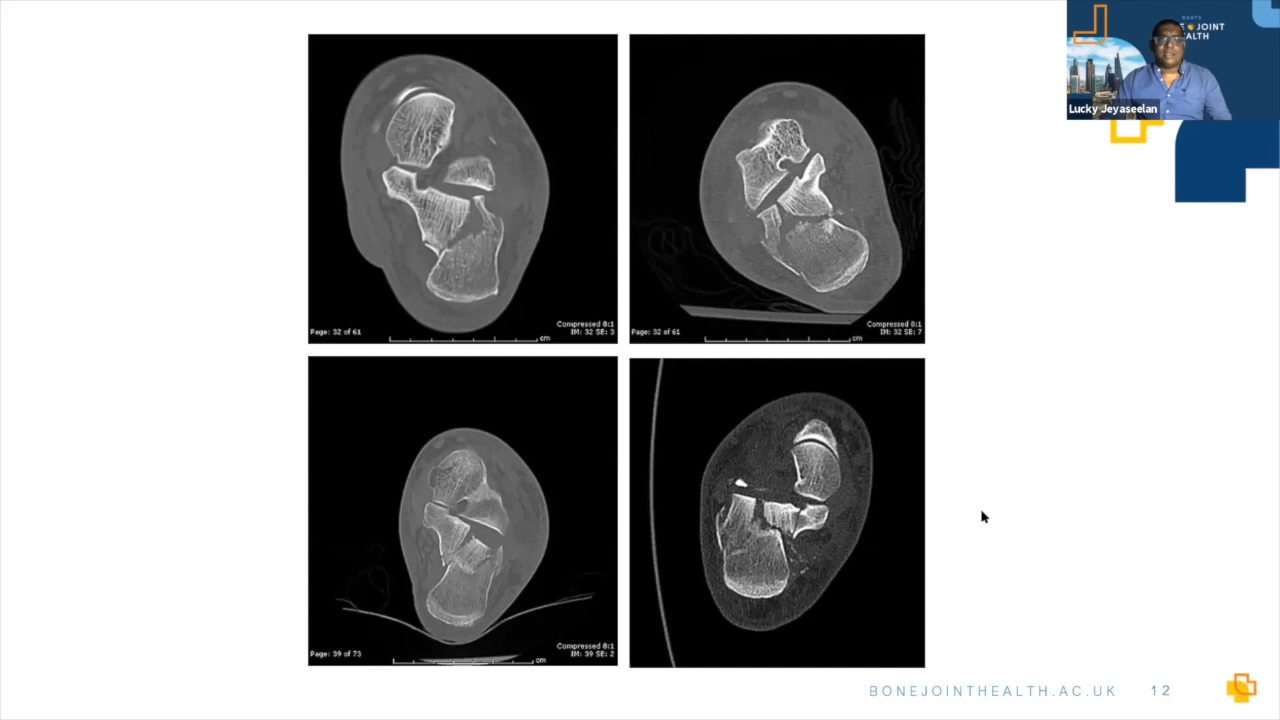 BARTS
E JOINT
ALTH
Lucky Jeyaseelan
Page: 32 of 61
Compressed 8:1
IM: 32 SE: 3
cm
Page: 32 of 61
Compressed 8:1
IM: 32 SE: 7
cm
Page: 39 of 73
Compressed 8:1
IM: 39 SE: 2
cm
BONEJOINTHEALTH.AC.UK 12